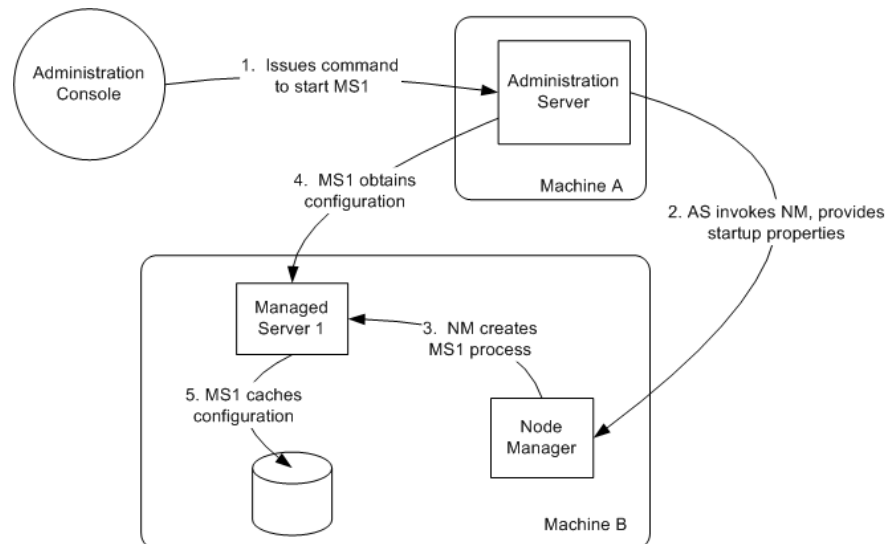 Administration
Console
1. Issues command
to start MS1
Administration
Server
Machine A
4. MS1 obtains
configuration
2. AS invokes NM, provides
startup properties
Managed
Server 1
3. NM creates
MS1 process
5. MS1 caches
configuration
Node
Manager
Machine B